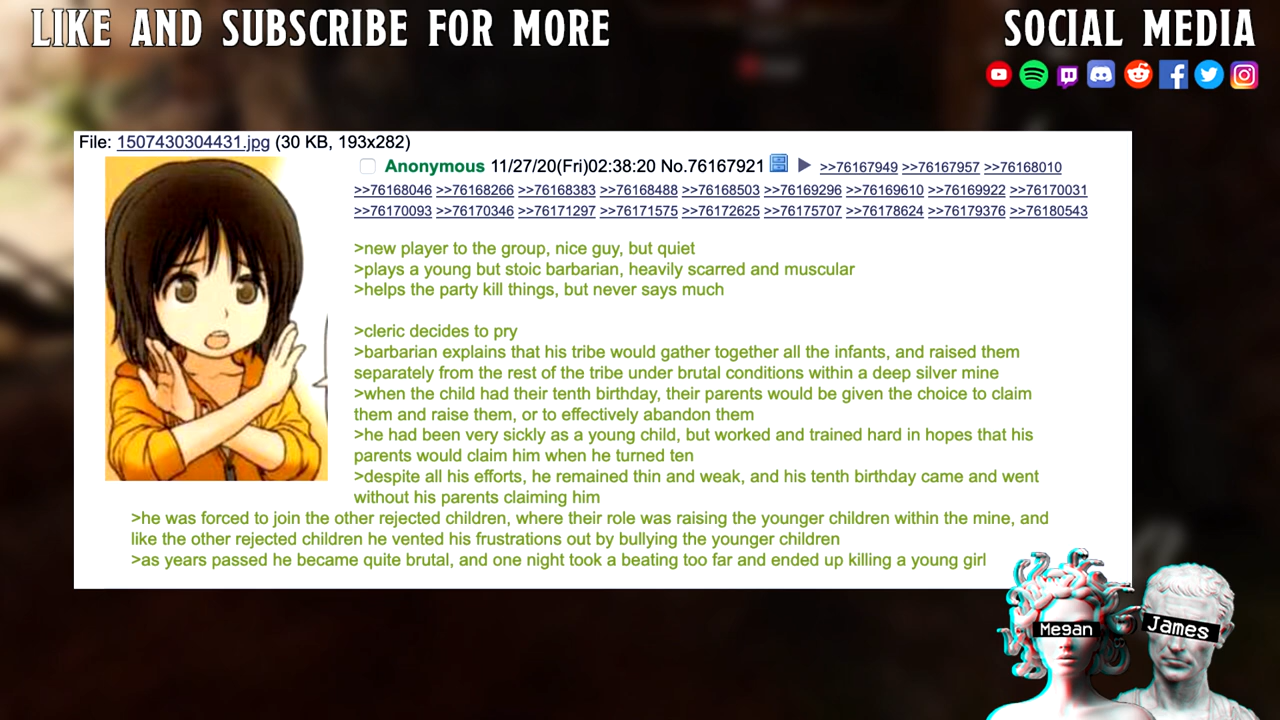 LIKE AND SUBSCRIBE FOR MORE
SOCIAL MEDIA
File: 1507430304431.jpg (30 KB, 193x282)
Anonymous 11/27/20(Fri)02:38:20 No.76167921 >>76167949 >>76167957 >>76168010
>>76168046 >>76168266 >>76168383 >>76168488 >>76168503 >>76169296 >>76169610 >>76169922 >>76170031
>>76170093 >>76170346 >>76171297 >>76171575 >>76172625 >>76175707 >>76178624 >>76179376 >>76180543
>new player to the group, nice guy, but quiet
>plays a young but stoic barbarian, heavily scarred and muscular
>helps the party kill things, but never says much
>cleric decides to pry
>barbarian explains that his tribe would gather together all the infants, and raised them
separately from the rest of the tribe under brutal conditions within a deep silver mine
>when the child had their tenth birthday, their parents would be given the choice to claim
them and raise them, or to effectively abandon them
>he had been very sickly as a young child, but worked and trained hard in hopes that his
parents would claim him when he turned ten
>despite all his efforts, he remained thin and weak, and his tenth birthday came and went
without his parents claiming him
>he was forced to join the other rejected children, where their role was raising the younger children within the mine, and
like the other rejected children he vented his frustrations out by bullying the younger children
>as years passed he became quite brutal, and one night took a beating too far and ended up killing a young girl
Megan
James